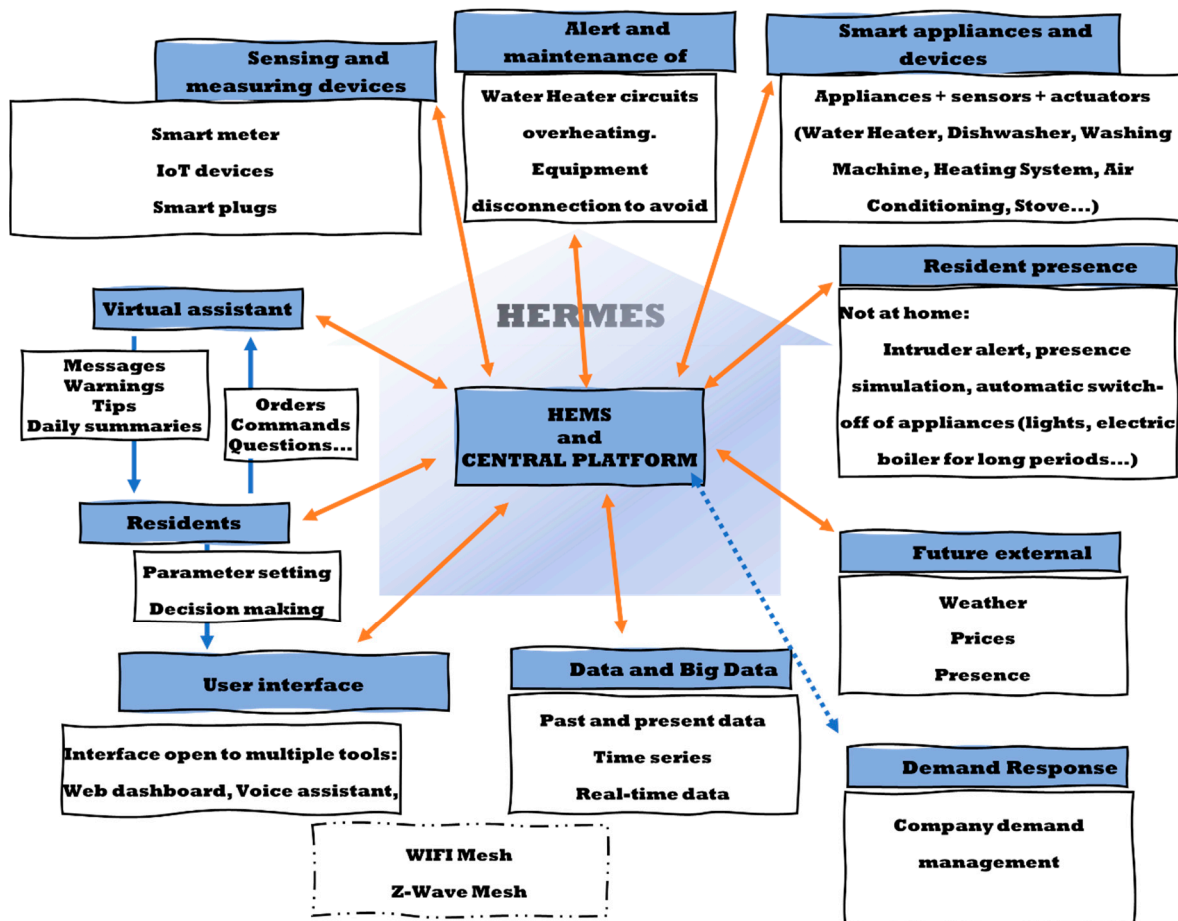 Sensing and
measuring devices
Smart meter
IoT devices
Smart plugs
Alert and
maintenance of
Water Heater circuits
overheating.
Equipment
disconnection to avoid
Smart appliances and
devices
Appliances + sensors + actuators
(Water Heater, Dishwasher, Washing
Machine, Heating System, Air
Conditioning, Stove...)
Resident presence
Not at home:
Intruder alert, presence
simulation, automatic switch-
off of appliances (lights, electric
boiler for long periods...)
HERMES
Virtual assistant
Messages
Warnings
Tips
Daily summaries
Orders
Commands
Questions...
HEMS
and
CENTRAL PLATFORM
Residents
Parameter setting
Decision making
User interface
Interface open to multiple tools:
Web dashboard, Voice assistant,
Data and Big Data
Past and present data
Time series
Real-time data
Future external
Weather
Prices
Presence
Demand Response
Company demand
management
WIFI Mesh
Z-Wave Mesh